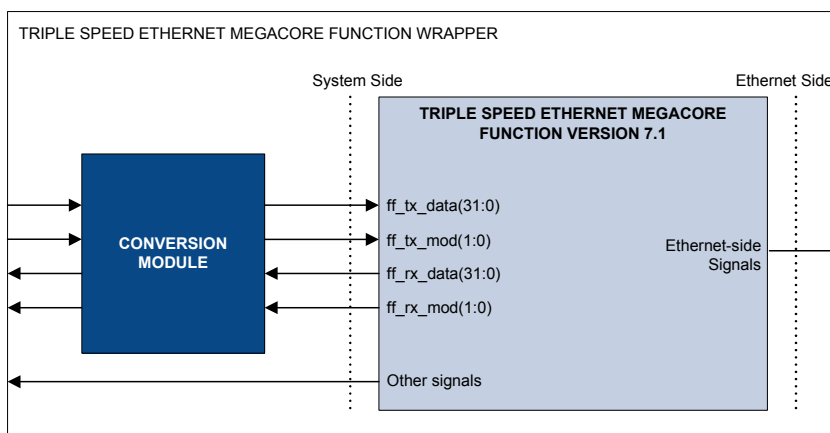 TRIPLE SPEED ETHERNET MEGACORE FUNCTION WRAPPER
System Side
Ethernet Side
TRIPLE SPEED ETHERNET MEGACORE
FUNCTION VERSION 7.1
CONVERSION
MODULE
ff_tx_data(31:0)
ff_tx_mod(1:0)
ff_rx_data(31:0)
ff_rx_mod(1:0)
Other signals
Ethernet-side
Signals